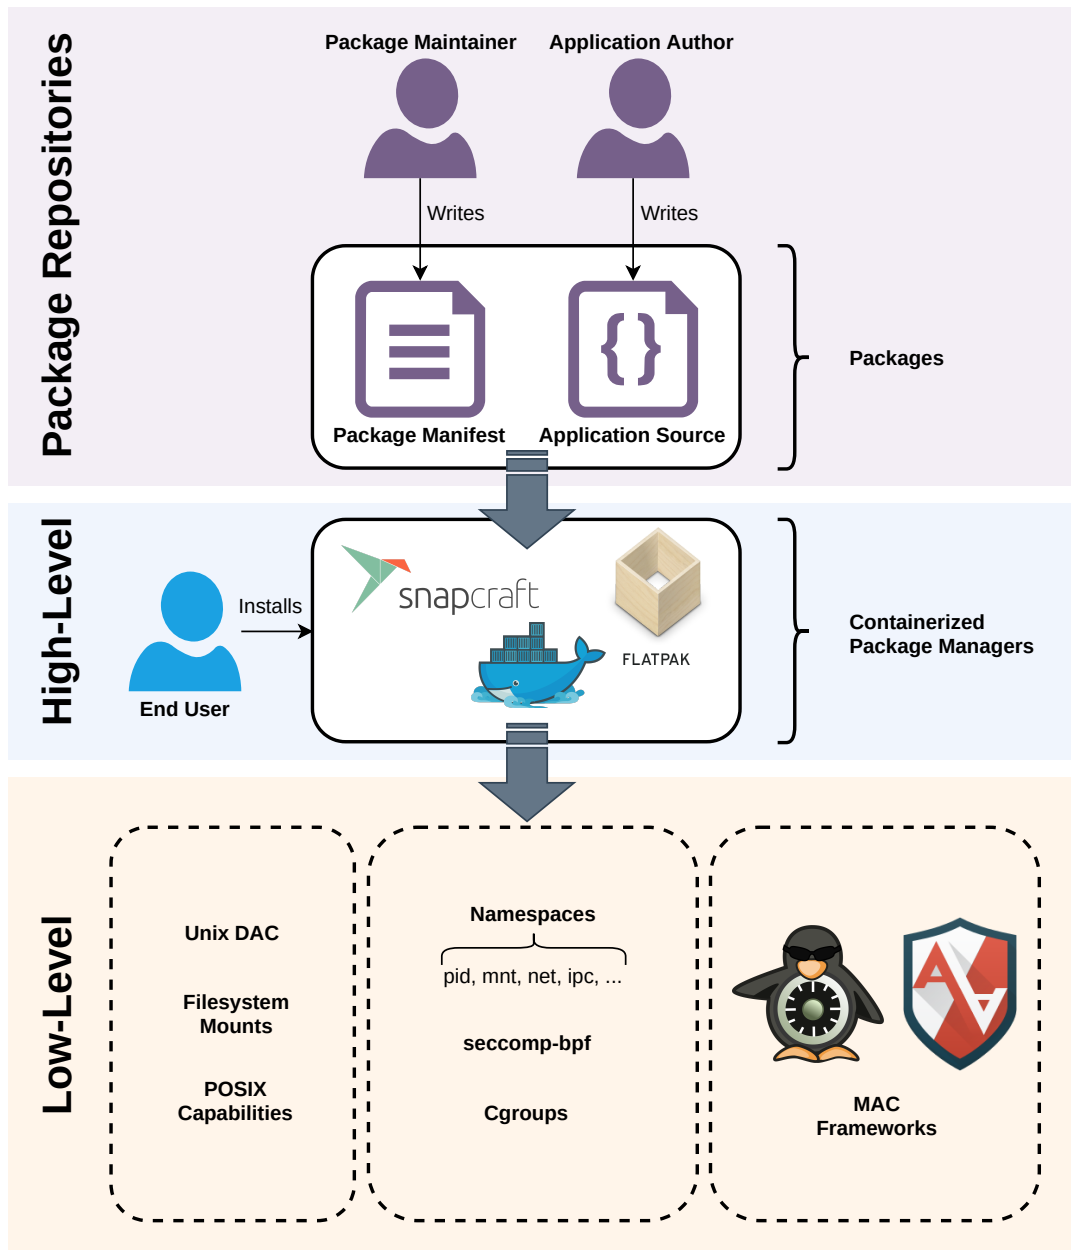 Package Repositories
Package Maintainer
Application Author
Writes
Writes
Package Manifest
Application Source
Packages
High-Level
End User
Installs
snapcraft
FLATPAK
Containerized
Package Managers
Low-Level
Unix DAC
Filesystem
Mounts
POSIX
Capabilities
Namespaces
pid, mnt, net, ipc, ...
seccomp-bpf
Cgroups
MAC
Frameworks